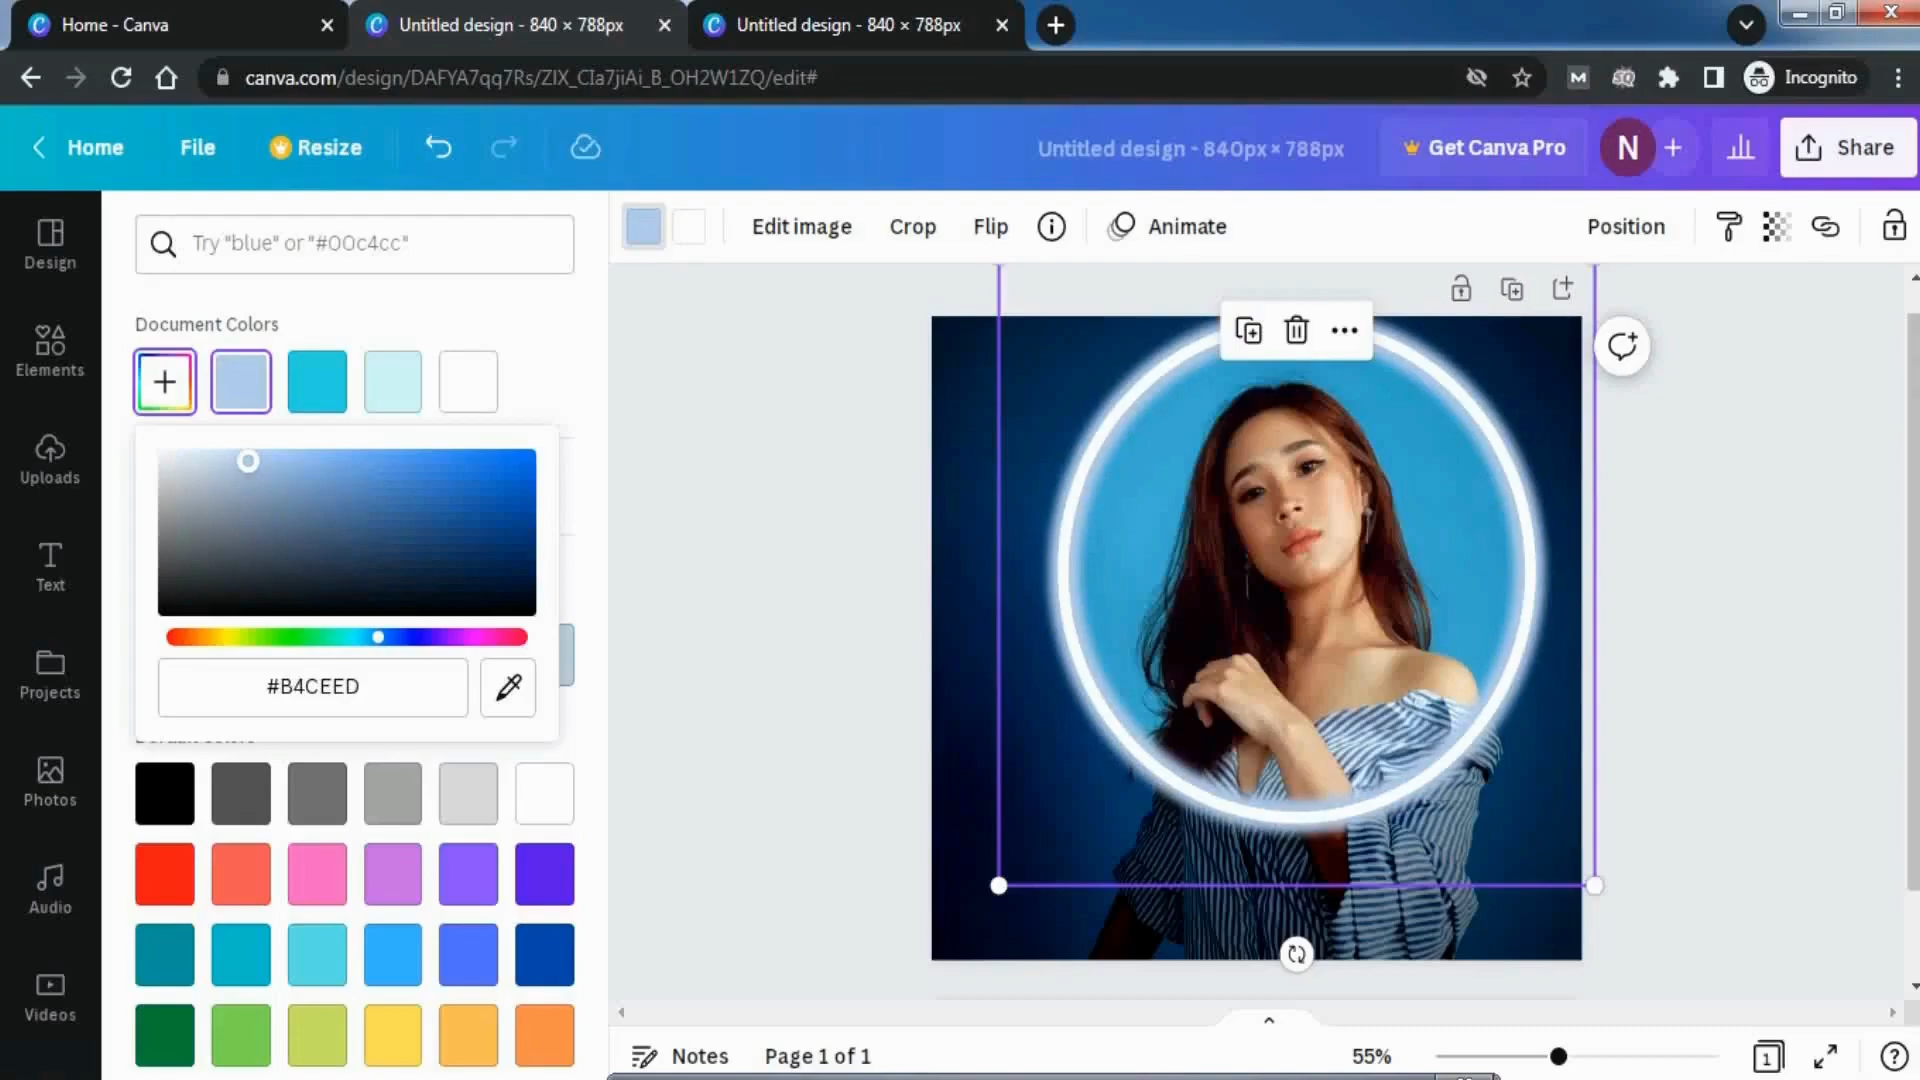 Home - Canva
Untitled design - 840 × 788px
Untitled design - 840 × 788px
canva.com/design/DAFYA7qq7Rs/ZIX_CIa7jiAi_B_OH2W1ZQ/edit#
Incognito
Home
File
Resize
Untitled design - 840px × 788px
Get Canva Pro
N
Share
Design
Elements
Uploads
Text
Projects
Photos
Audio
Videos
Try "blue" or "#00c4cc"
Document Colors
#B4CEED
Edit image
Crop
Flip
Animate
Position
Notes
Page 1 of 1
55%
1